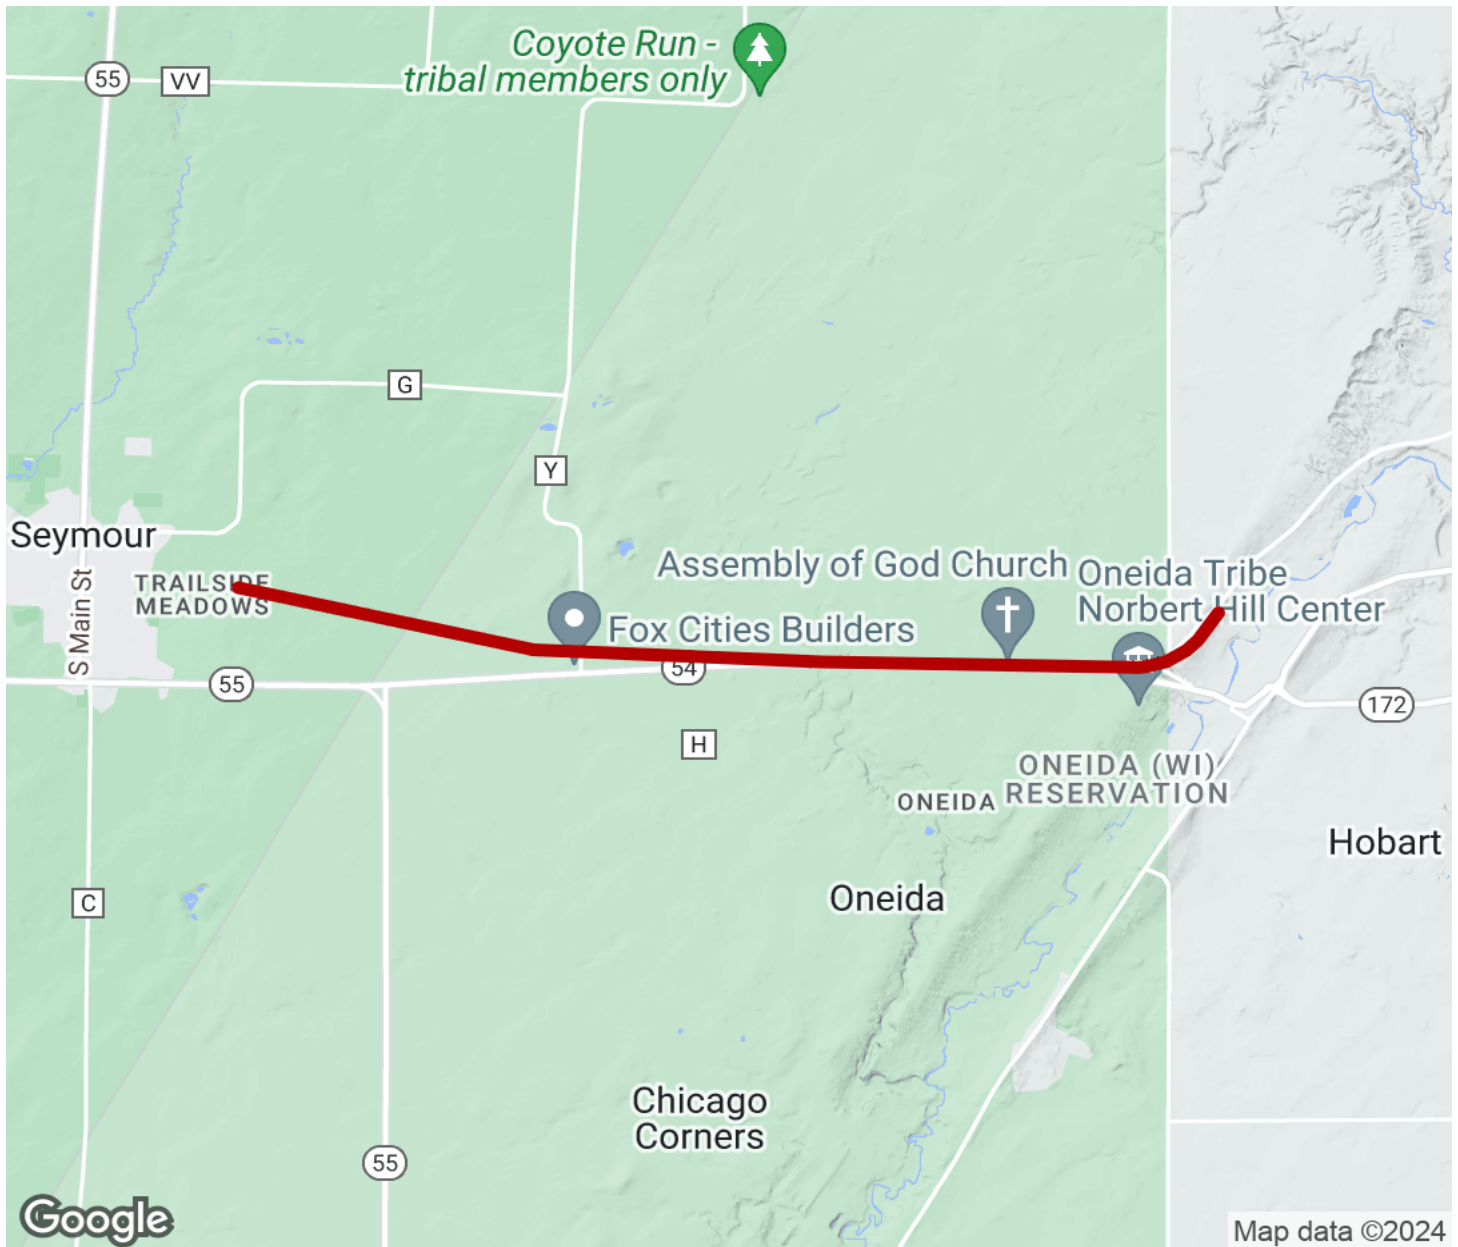 Coyote Run -
tribal members only
55
VV
G
Y
Seymour
TRAILSIDE
MEADOWS
S Main St
Assembly of God Church
Oneida Tribe
Norbert Hill Center
Fox Cities Builders
54
55
172
H
ONEIDA (WI)
RESERVATION
ONEIDA
Hobart
Oneida
C
Chicago
Corners
55
Google
Map data ©2024